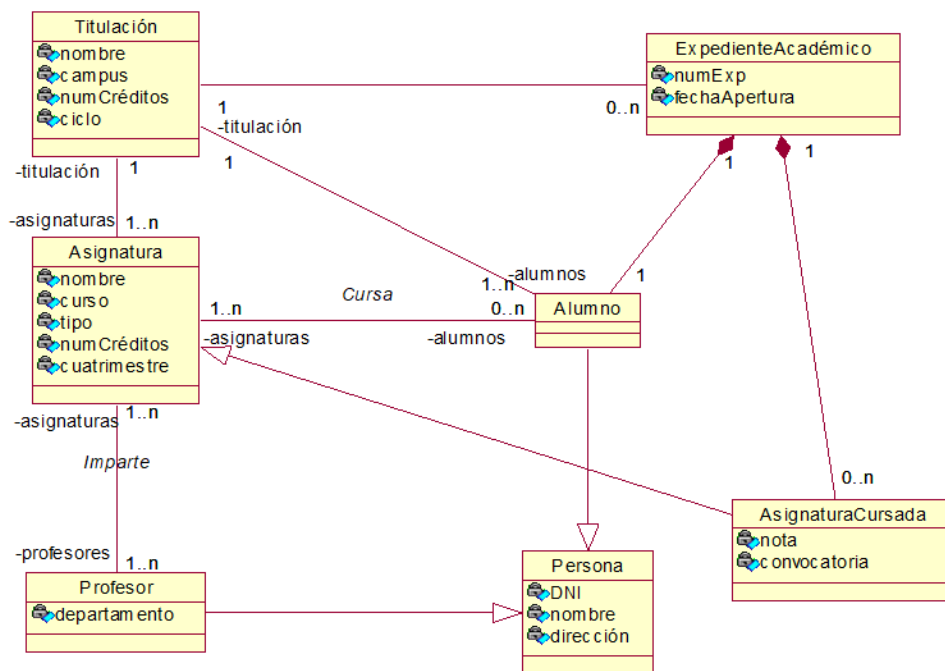 Titulación
nombre
campus
numCréditos
ciclo
ExpedienteAcadémico
numExp
fechaApertura
1
0..n
-titulación
1
1
1
-titulación
1
-asignaturas
1..n
Asignatura
nombre
curso
tipo
numCréditos
cuatrimestre
Cursa
1..n
-asignaturas
-alumnos
1..n
0..n
-alumnos
1
Alumno
-asignaturas
1..n
Imparte
-profesores
1..n
Profesor
departamento
Persona
DNI
nombre
dirección
0..n
AsignaturaCursada
nota
convocatoria